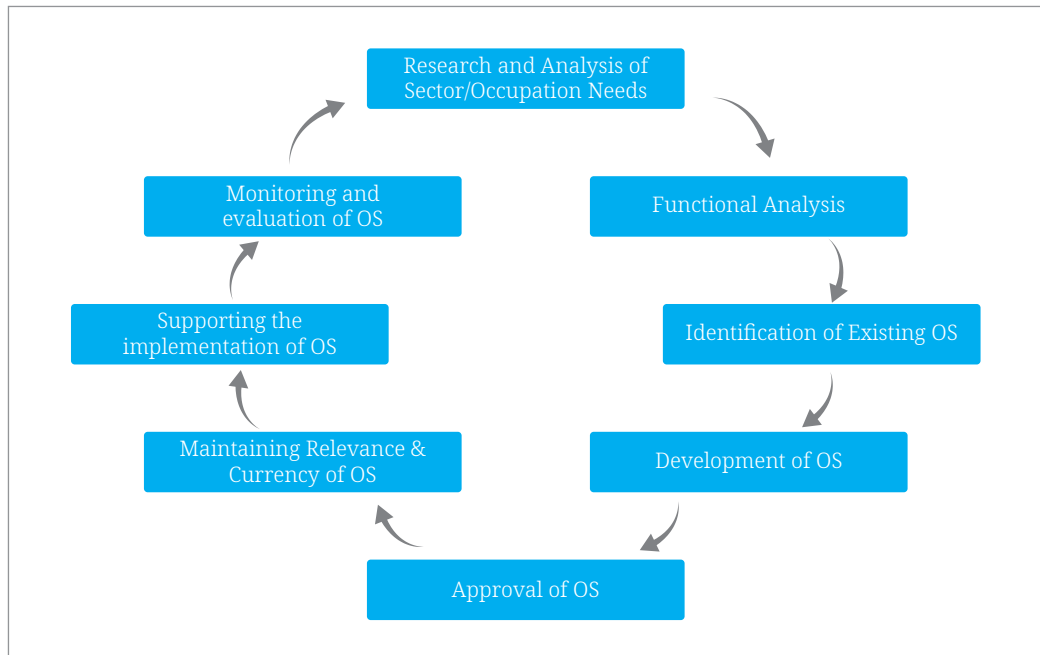 Research and Analysis of
Sector/Occupation Needs
Functional Analysis
Identification of Existing OS
Development of OS
Approval of OS
Maintaining Relevance &
Currency of OS
Supporting the
implementation of OS
Monitoring and
evaluation of OS